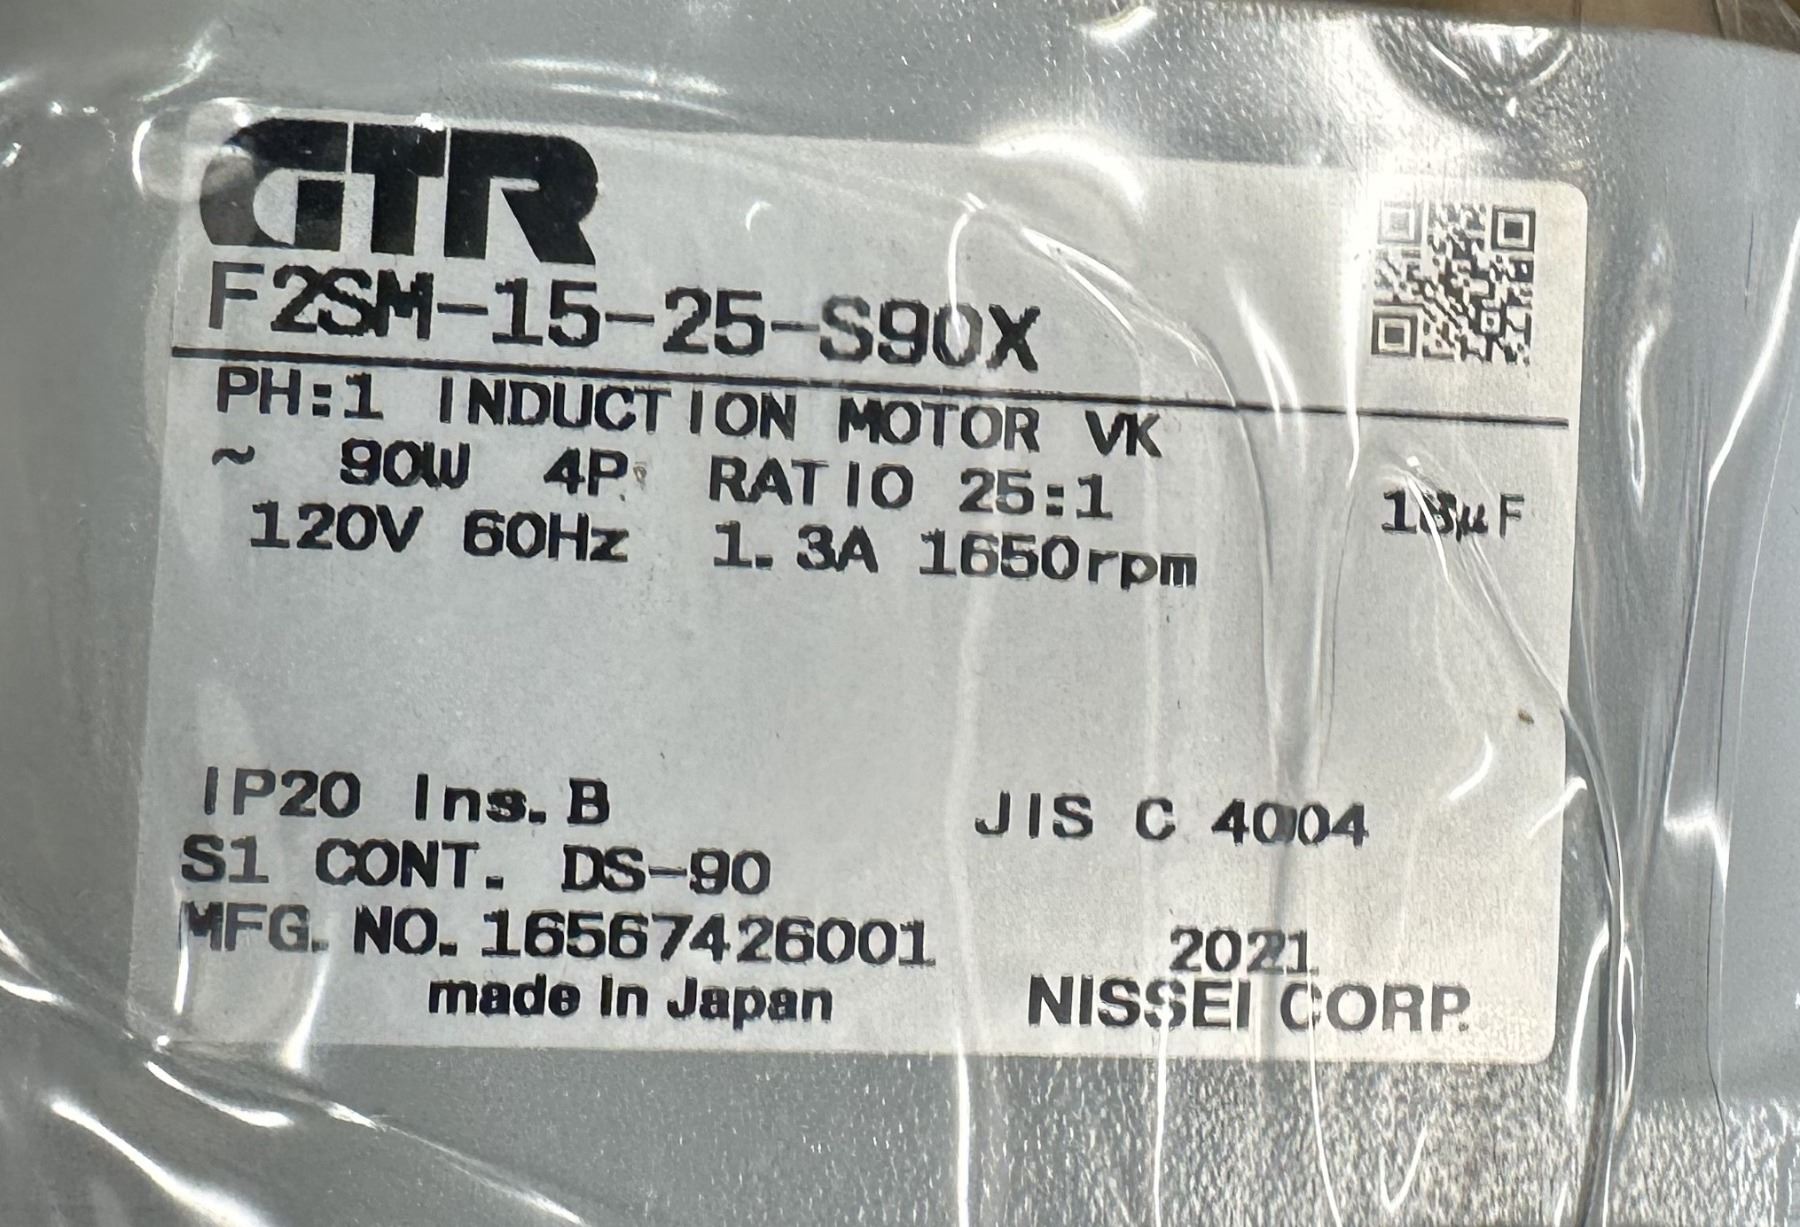 GTR
F2SM-15-25-S90X
PH:1 INDUCTION MOTOR VK
~ 90W 4P RATIO 25:1 18μF
120V 60Hz 1.3A 1650rpm
IP20 Ins.B JIS C 4004
S1 CONT. DS-90
MFG. NO. 16567426001 2021
made in Japan NISSEI CORP.